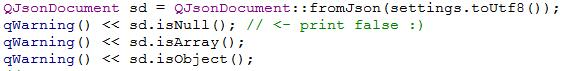 QJsonDocument sd = QJsonDocument::fromJson(settings.toUtf8());
qWarning() << sd.isNull(); // <- print false :)
qWarning() << sd.isArray();
qWarning() << sd.isObject();